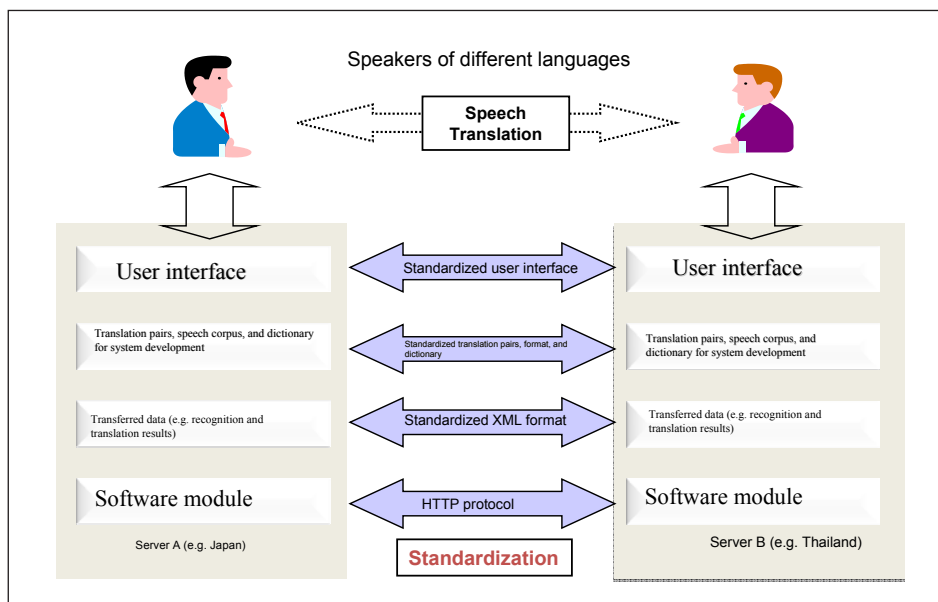 Speakers of different languages
Speech
Translation
User interface
Standardized user interface
User interface
Translation pairs, speech corpus, and dictionary
for system development
Standardized translation pairs, format, and
dictionary
Translation pairs, speech corpus, and
dictionary for system development
Transferred data (e.g. recognition and
translation results)
Standardized XML format
Transferred data (e.g. recognition and
translation results)
Software module
HTTP protocol
Software module
Server A (e.g. Japan)
Standardization
Server B (e.g. Thailand)